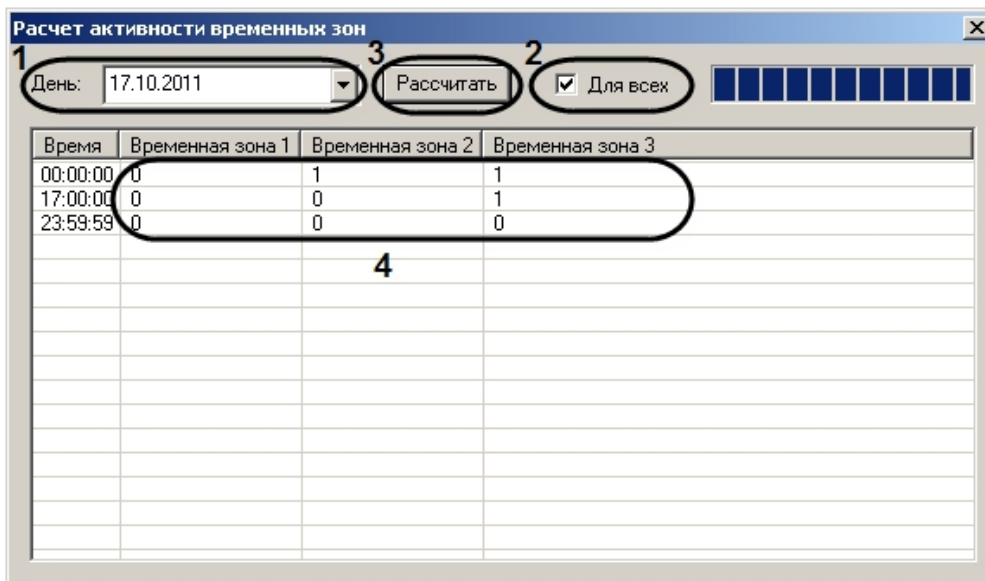 Расчет активности временных зон
1 3 2
День: 17.10.2011 Рассчитать Для всех
Время Временная зона 1 Временная зона 2 Временная зона 3
00:00:00 0 1 1
17:00:00 0 0 1
23:59:59 0 0 0
4